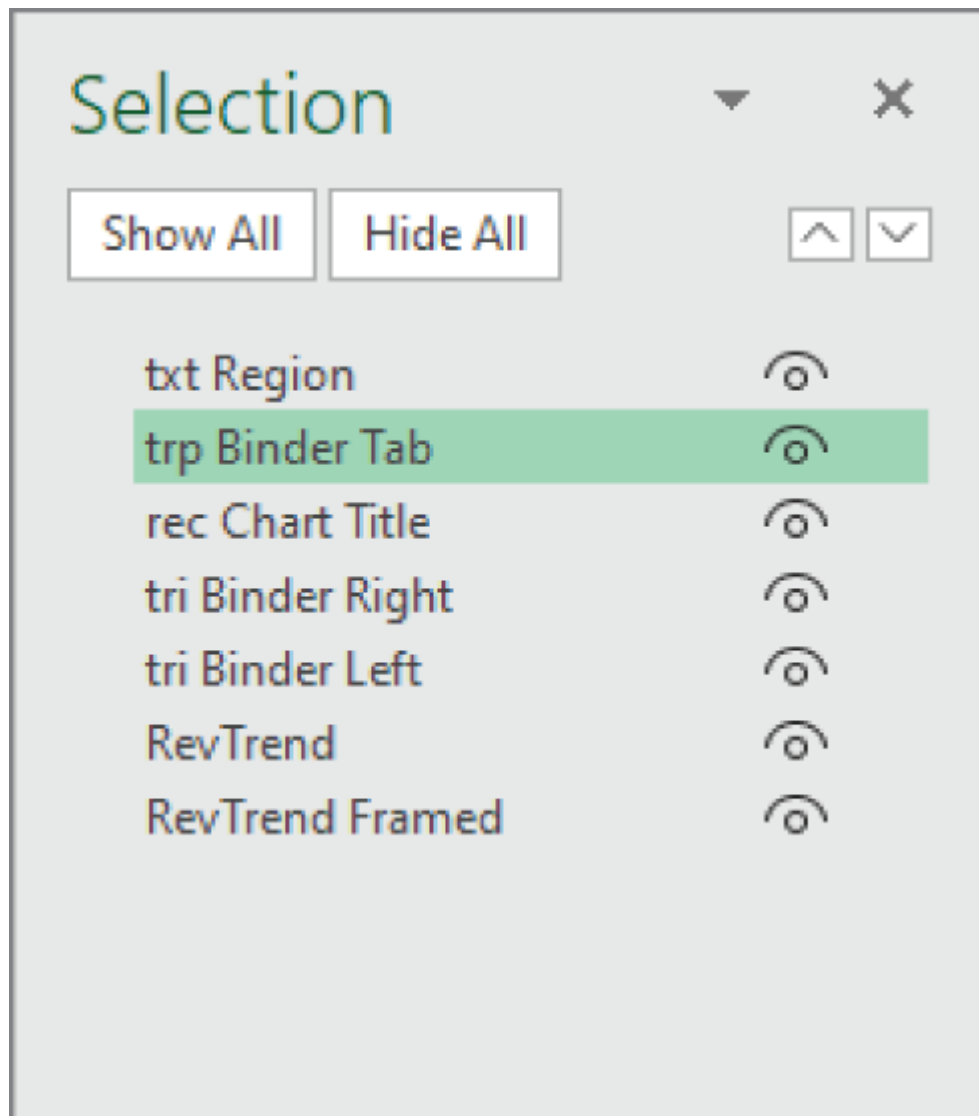 Selection
Show All Hide All
txt Region
trp Binder Tab
rec Chart Title
tri Binder Right
tri Binder Left
RevTrend
RevTrend Framed